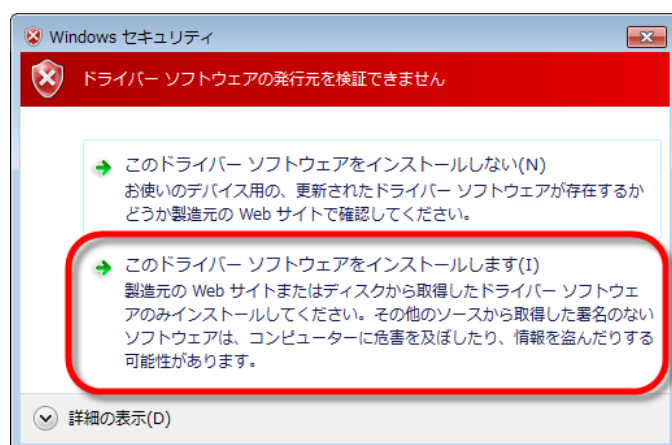 Windows セキュリティ
ドライバー ソフトウェアの発行元を検証できません
このドライバー ソフトウェアをインストールしない(N)
お使いのデバイス用の、更新されたドライバー ソフトウェアが存在するか
どうか製造元の Web サイトで確認してください。
このドライバー ソフトウェアをインストールします(I)
製造元の Web サイトまたはディスクから取得したドライバー ソフトウェ
アのみインストールしてください。その他のソースから取得した署名のない
ソフトウェアは、コンピューターに危害を及ぼしたり、情報を盗んだりする
可能性があります。
詳細の表示(D)